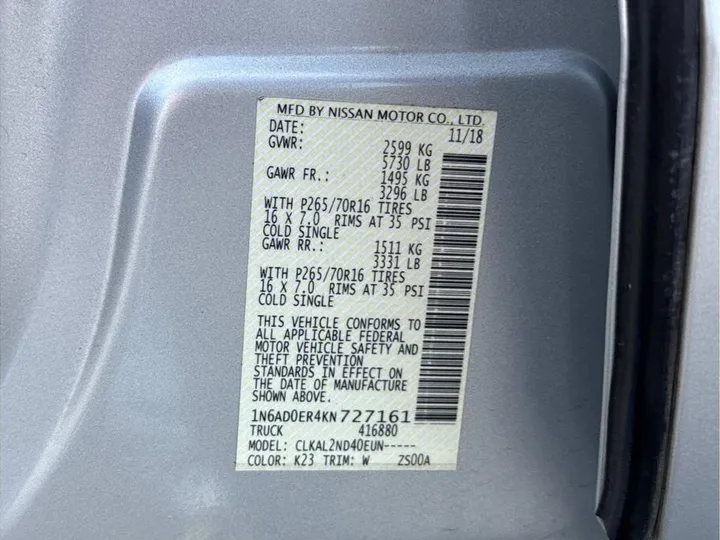 MFD BY NISSAN MOTOR CO., LTD.
DATE: 11/18
GVWR: 2599 KG
5730 LB
GAWR FR.: 1495 KG
3296 LB
WITH P265/70R16 TIRES
16 X 7.0 RIMS AT 35 PSI
COLD SINGLE
GAWR RR.: 1511 KG
3331 LB
WITH P265/70R16 TIRES
16 X 7.0 RIMS AT 35 PSI
COLD SINGLE
THIS VEHICLE CONFORMS TO
ALL APPLICABLE FEDERAL
MOTOR VEHICLE SAFETY AND
THEFT PREVENTION
STANDARDS IN EFFECT ON
THE DATE OF MANUFACTURE
SHOWN ABOVE.
1N6AD0ER4KN727161
TRUCK 416880
MODEL: CLKAL2ND40EUN-----
COLOR: K23 TRIM: W ZS00A